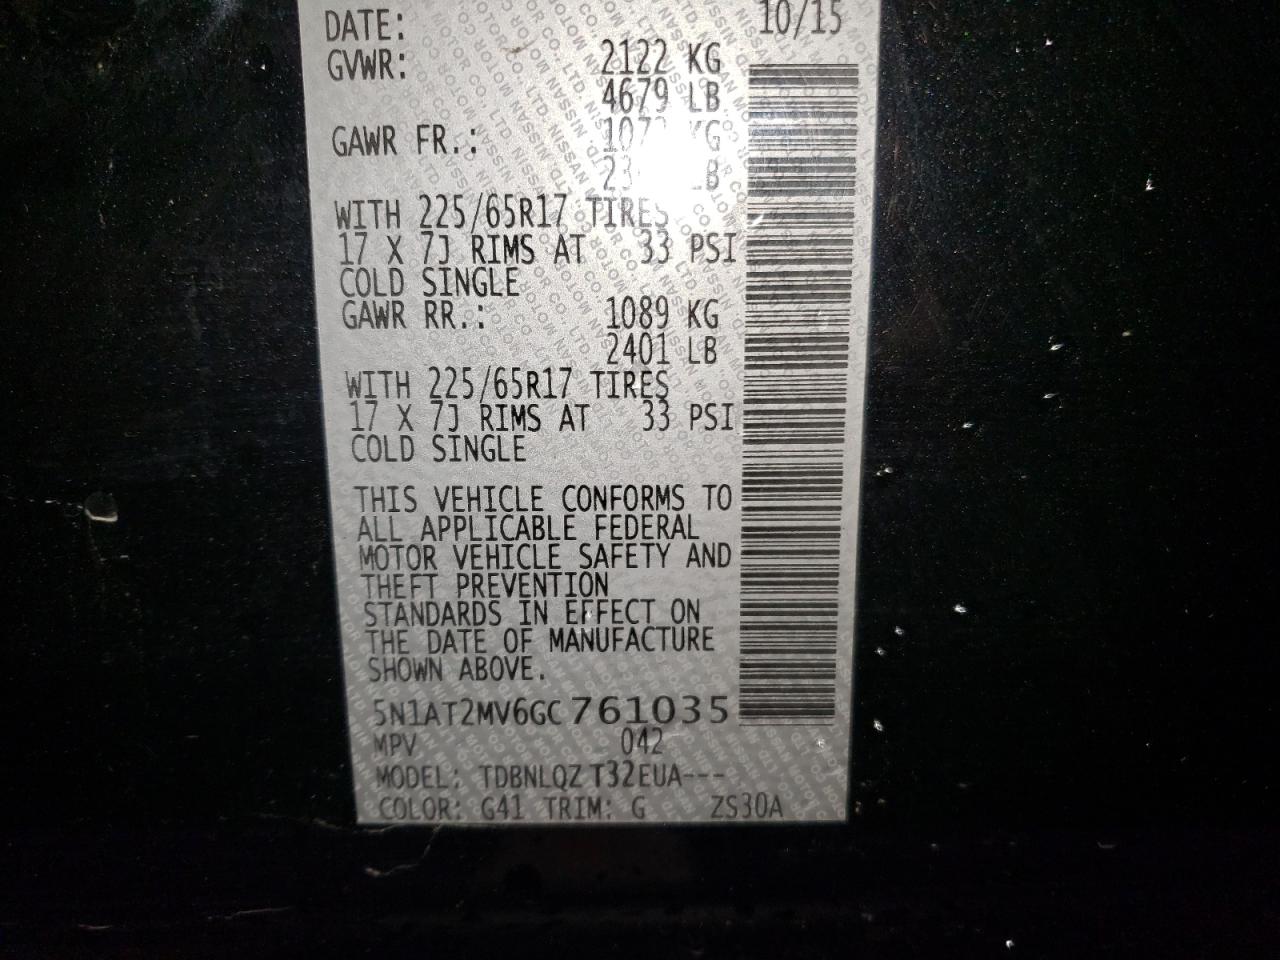 DATE: 10/15
GVWR: 2122 KG
4679 LB
GAWR FR.: KG
LB
WITH 225/65R17 TIRES
17 X 7J RIMS AT 33 PSI
COLD SINGLE
GAWR RR.: 1089 KG
2401 LB
WITH 225/65R17 TIRES
17 X 7J RIMS AT 33 PSI
COLD SINGLE
THIS VEHICLE CONFORMS TO
ALL APPLICABLE FEDERAL
MOTOR VEHICLE SAFETY AND
THEFT PREVENTION
STANDARDS IN EFFECT ON
THE DATE OF MANUFACTURE
SHOWN ABOVE.
5N1AT2MV6GC761035
MPV 042
MODEL: TDBNLQZ T32EUA---
COLOR: G41 TRIM: G ZS30A